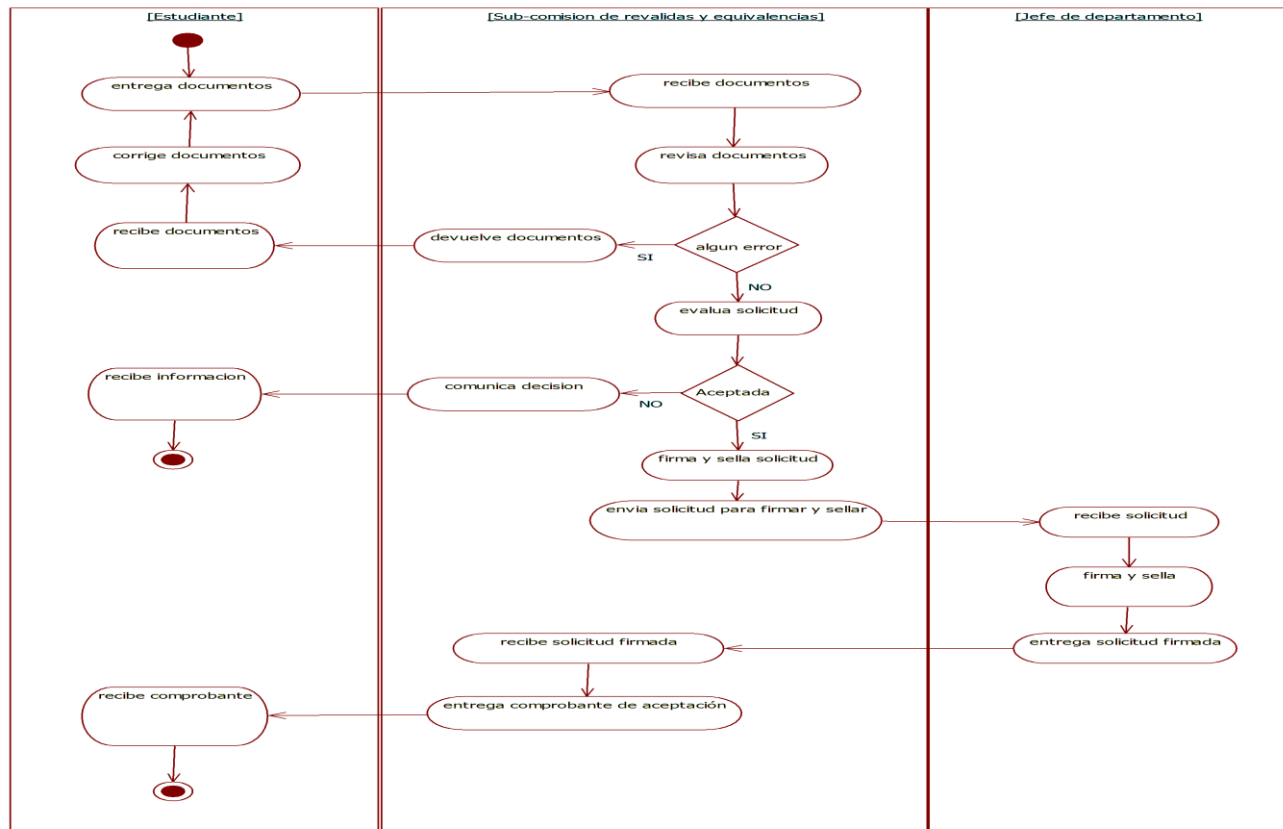 [Estudiante]
[Sub-comision de revalidas y equivalencias]
[Jefe de departamento]
entrega documentos
recibe documentos
corrige documentos
revisa documentos
recibe documentos
devuelve documentos
SI
algun error
NO
evalua solicitud
recibe informacion
comunica decision
NO
Aceptada
SI
firma y sella solicitud
envia solicitud para firmar y sellar
recibe solicitud
firma y sella
recibe solicitud firmada
entrega solicitud firmada
recibe comprobante
entrega comprobante de aceptación